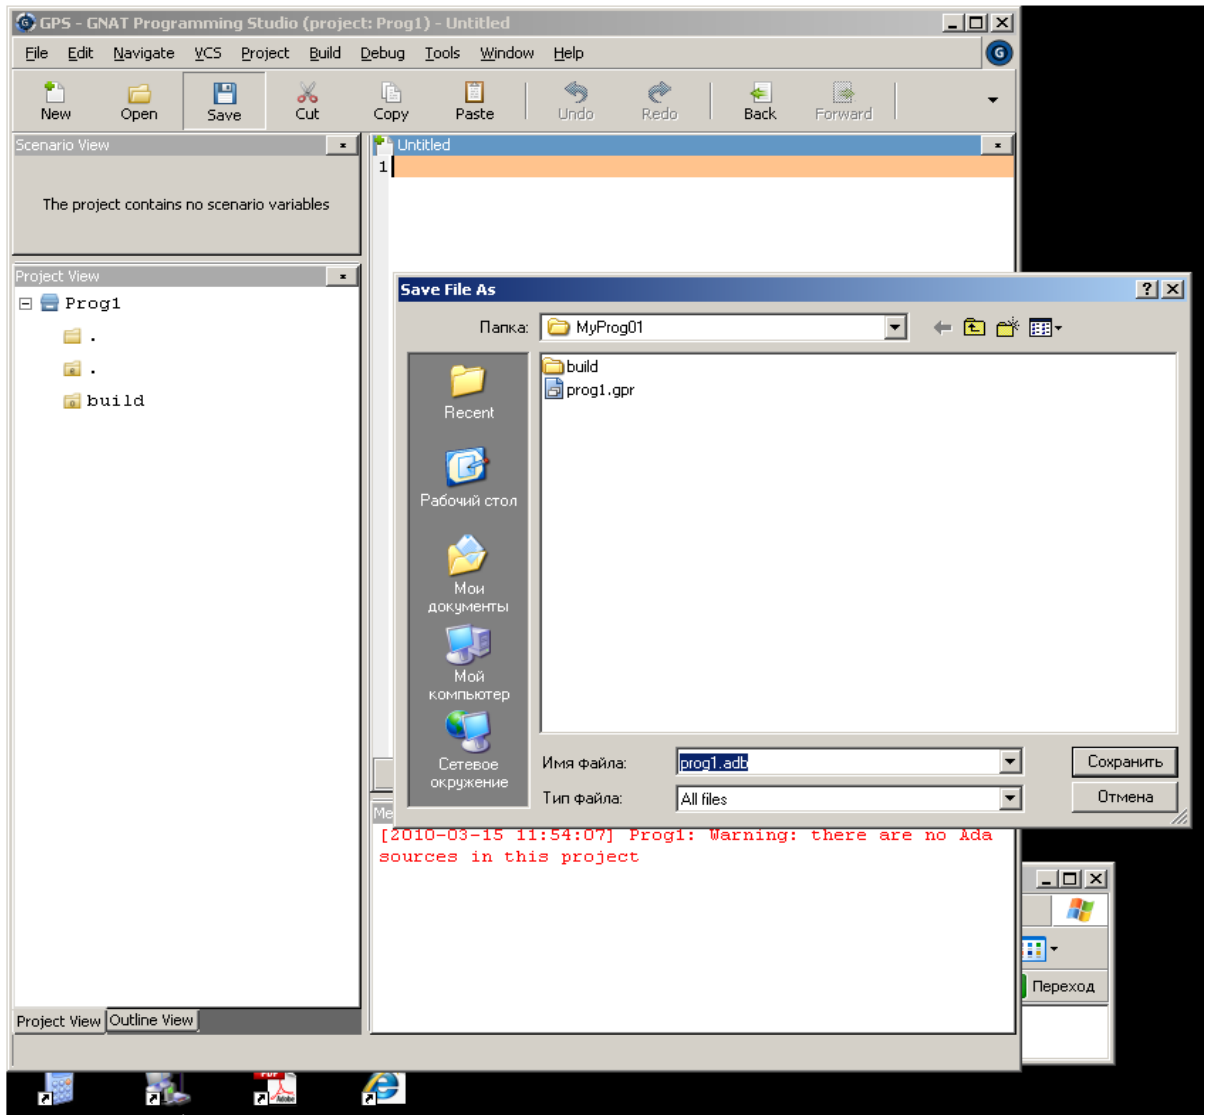 GPS - GNAT Programming Studio (project: Prog1) - Untitled
File Edit Navigate VCS Project Build Debug Tools Window Help
New Open Save Cut Copy Paste Undo Redo Back Forward
Scenario View
Untitled
1
The project contains no scenario variables
Project View
Prog1
.
.
build
Save File As
Папка: MyProg01
build
prog1.gpr
Recent
Рабочий стол
Мои
документы
Мой
компьютер
Сетевое
окружение
Имя файла: prog1.adb Сохранить
Тип файла: All files Отмена
Me
[2010-03-15 11:54:07] Prog1: Warning: there are no Ada
sources in this project
Переход
Project View Outline View
PDF
Adobe